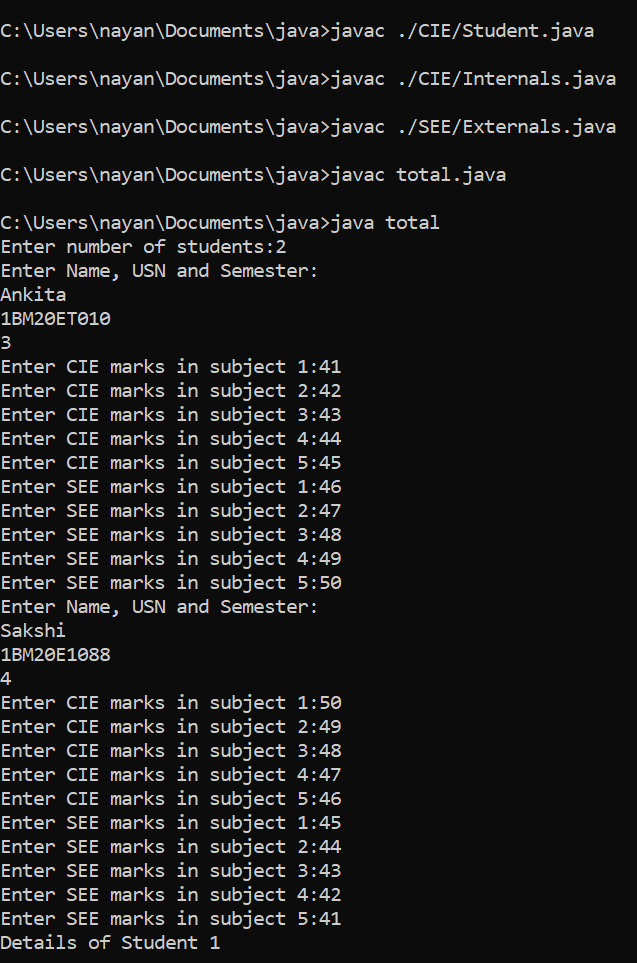 C:\Users\nayan\Documents\java>javac ./CIE/Student.java
C:\Users\nayan\Documents\java>javac ./CIE/Internals.java
C:\Users\nayan\Documents\java>javac ./SEE/Externals.java
C:\Users\nayan\Documents\java>javac total.java
C:\Users\nayan\Documents\java>java total
Enter number of students:2
Enter Name, USN and Semester:
Ankita
1BM20ET010
3
Enter CIE marks in subject 1:41
Enter CIE marks in subject 2:42
Enter CIE marks in subject 3:43
Enter CIE marks in subject 4:44
Enter CIE marks in subject 5:45
Enter SEE marks in subject 1:46
Enter SEE marks in subject 2:47
Enter SEE marks in subject 3:48
Enter SEE marks in subject 4:49
Enter SEE marks in subject 5:50
Enter Name, USN and Semester:
Sakshi
1BM20E1088
4
Enter CIE marks in subject 1:50
Enter CIE marks in subject 2:49
Enter CIE marks in subject 3:48
Enter CIE marks in subject 4:47
Enter CIE marks in subject 5:46
Enter SEE marks in subject 1:45
Enter SEE marks in subject 2:44
Enter SEE marks in subject 3:43
Enter SEE marks in subject 4:42
Enter SEE marks in subject 5:41
Details of Student 1